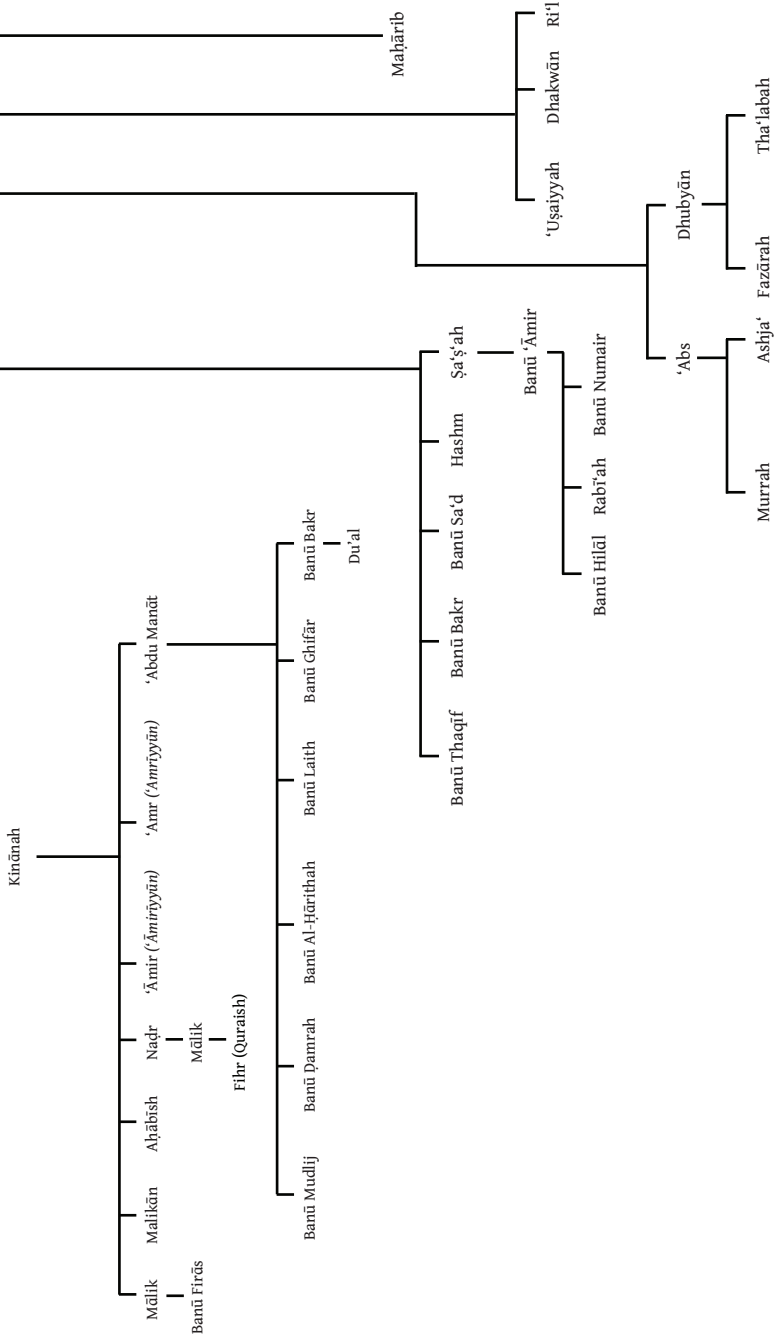 Kinānah
Mālik
Malikān
Aḥābīsh
Naḍr
‘Āmir (‘Āmirīyyūn)
‘Amr (‘Amrīyyūn)
‘Abdu Manāt
Banū Firās
Mālik
Fihr (Quraish)
Banū Mudlij
Banū Ḍamrah
Banū Al-Ḥārithah
Banū Laith
Banū Ghifār
Banū Bakr
Du’al
Banū Thaqīf
Banū Bakr
Banū Sa‘d
Hashm
Ṣa‘ṣ‘ah
Banū ‘Āmir
Banū Hilāl
Rabī‘ah
Banū Numair
Maḥārib
‘Uṣaiyyah
Dhakwān
Ri‘l
‘Abs
Dhubyān
Murrah
Ashja‘
Fazārah
Tha‘labah